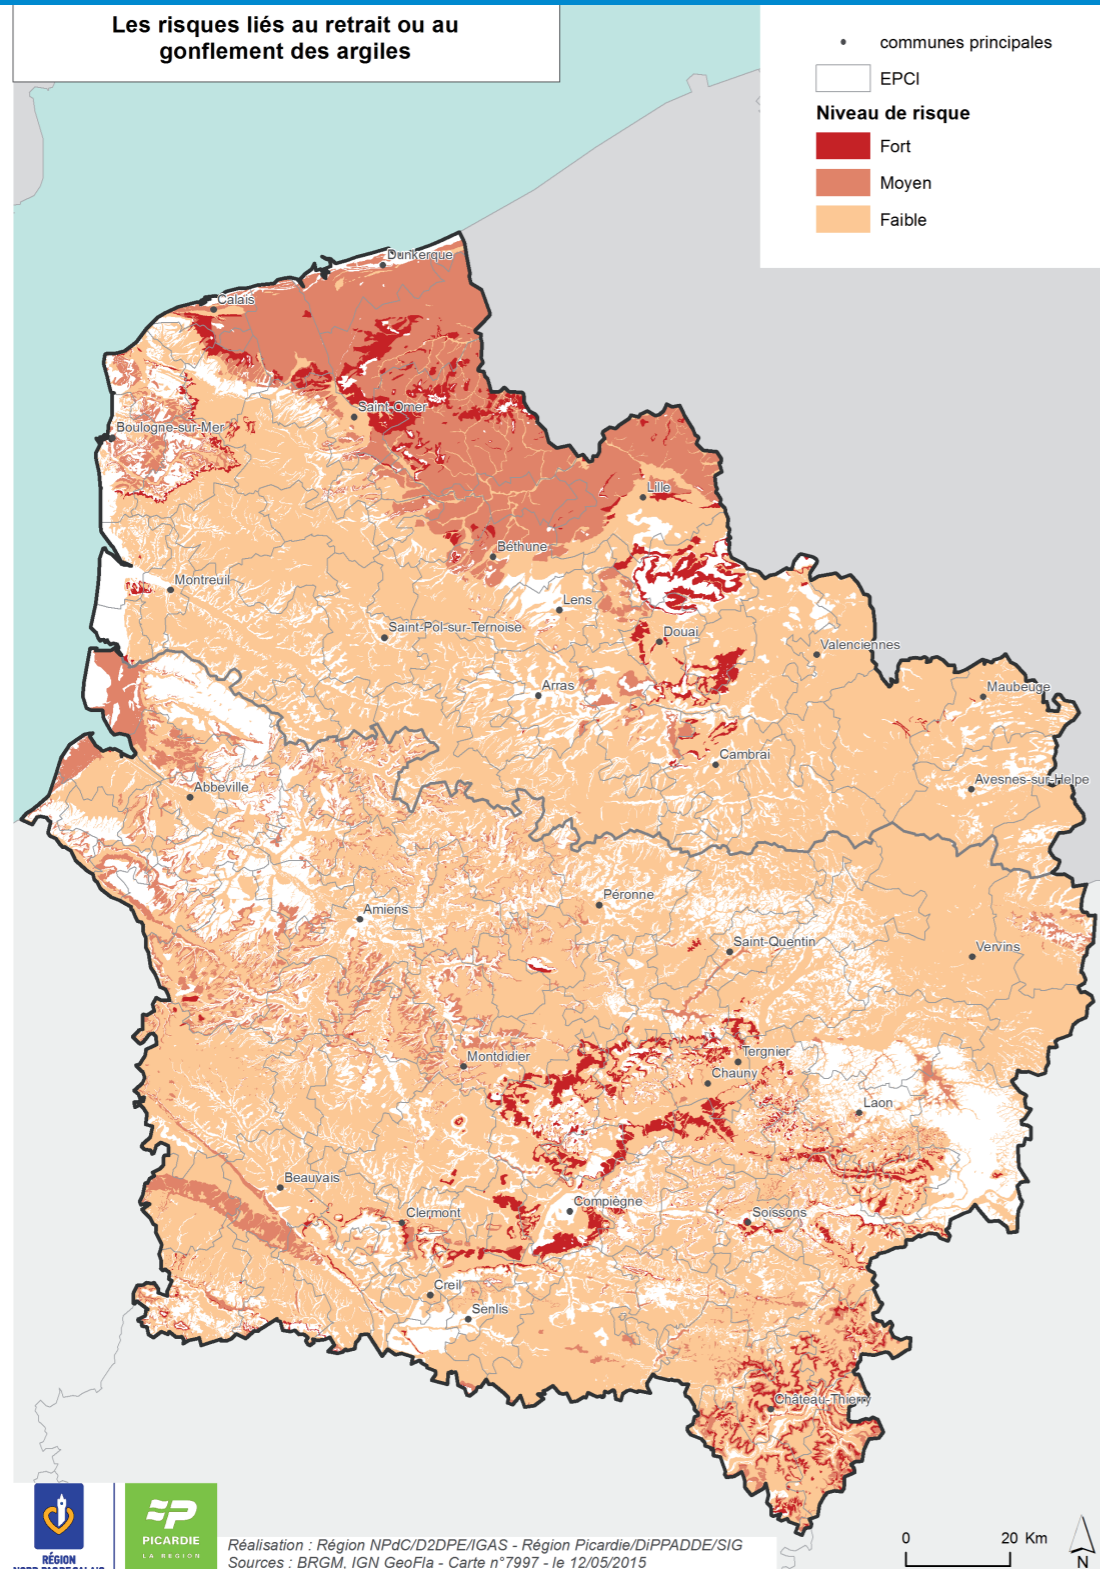 Les risques liés au retrait ou au
gonflement des argiles
communes principales
EPCI
Niveau de risque
Fort
Moyen
Faible
Dunkerque
Calais
Saint-Omer
Boulogne-sur-Mer
Lille
Béthune
Montreuil
Lens
Saint-Pol-sur-Ternoise
Douai
Valenciennes
Arras
Maubeuge
Cambrai
Avesnes-sur-Helpe
Abbeville
Péronne
Amiens
Saint-Quentin
Vervins
Montdidier
Tergnier
Chauny
Laon
Beauvais
Compiègne
Clermont
Soissons
Creil
Senlis
Château-Thierry
RÉGION
PICARDIE
LA RÉGION
Réalisation : Région NPdC/D2DPE/IGAS - Région Picardie/DiPPADDE/SIG
Sources : BRGM, IGN GeoFla - Carte n°7997 - le 12/05/2015
0 20 Km
N